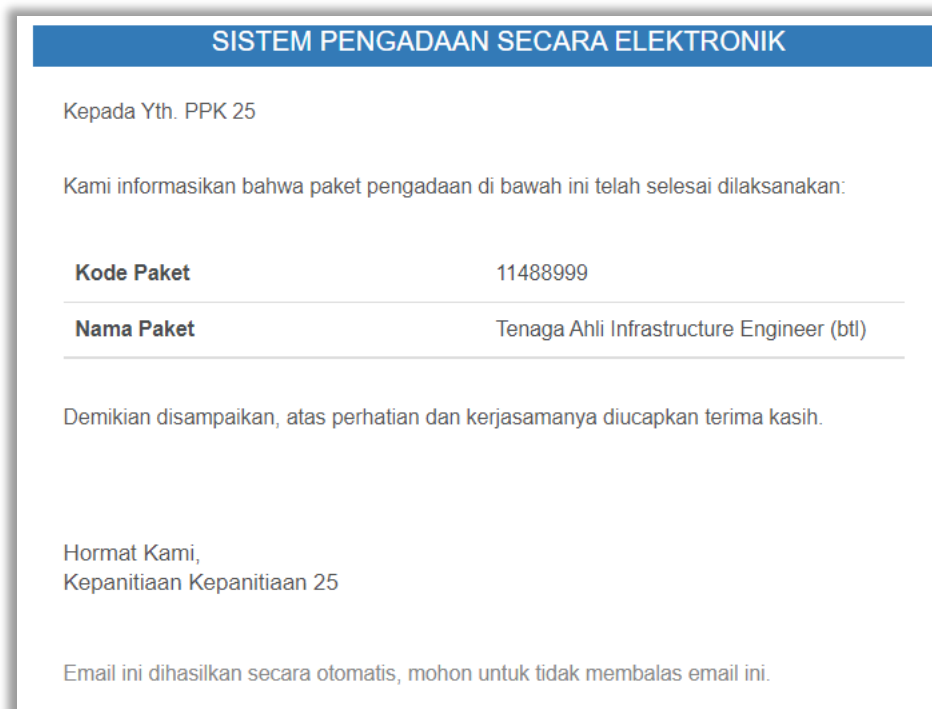 SISTEM PENGADAAN SECARA ELEKTRONIK
Kepada Yth. PPK 25
Kami informasikan bahwa paket pengadaan di bawah ini telah selesai dilaksanakan:
Kode Paket 11488999
Nama Paket Tenaga Ahli Infrastructure Engineer (btl)
Demikian disampaikan, atas perhatian dan kerjasamanya diucapkan terima kasih.
Hormat Kami,
Kepanitiaan Kepanitiaan 25
Email ini dihasilkan secara otomatis, mohon untuk tidak membalas email ini.